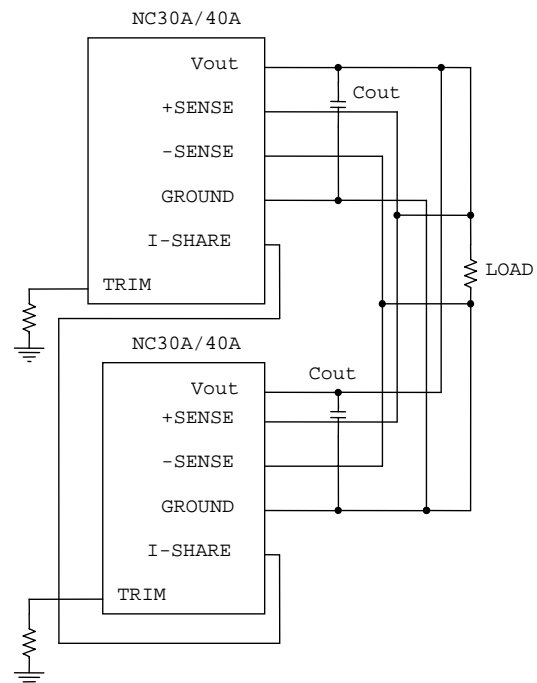 NC30A/40A
Vout
Cout
+SENSE
-SENSE
GROUND
I-SHARE
LOAD
TRIM
NC30A/40A
Cout
Vout
+SENSE
-SENSE
GROUND
I-SHARE
TRIM